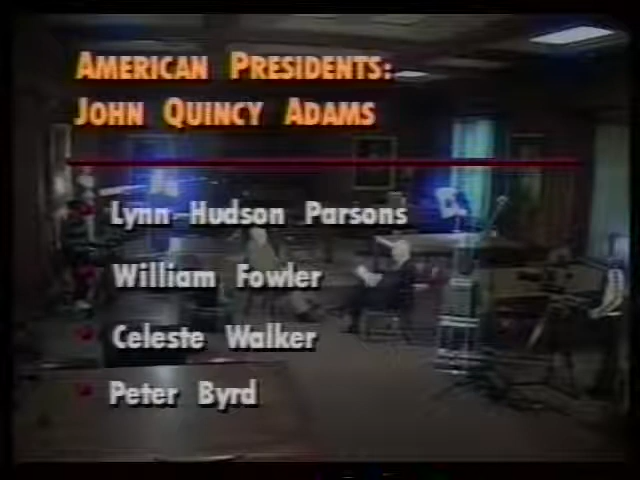 AMERICAN PRESIDENTS:
JOHN QUINCY ADAMS
Lynn Hudson Parsons
William Fowler
Celeste Walker
Peter Byrd